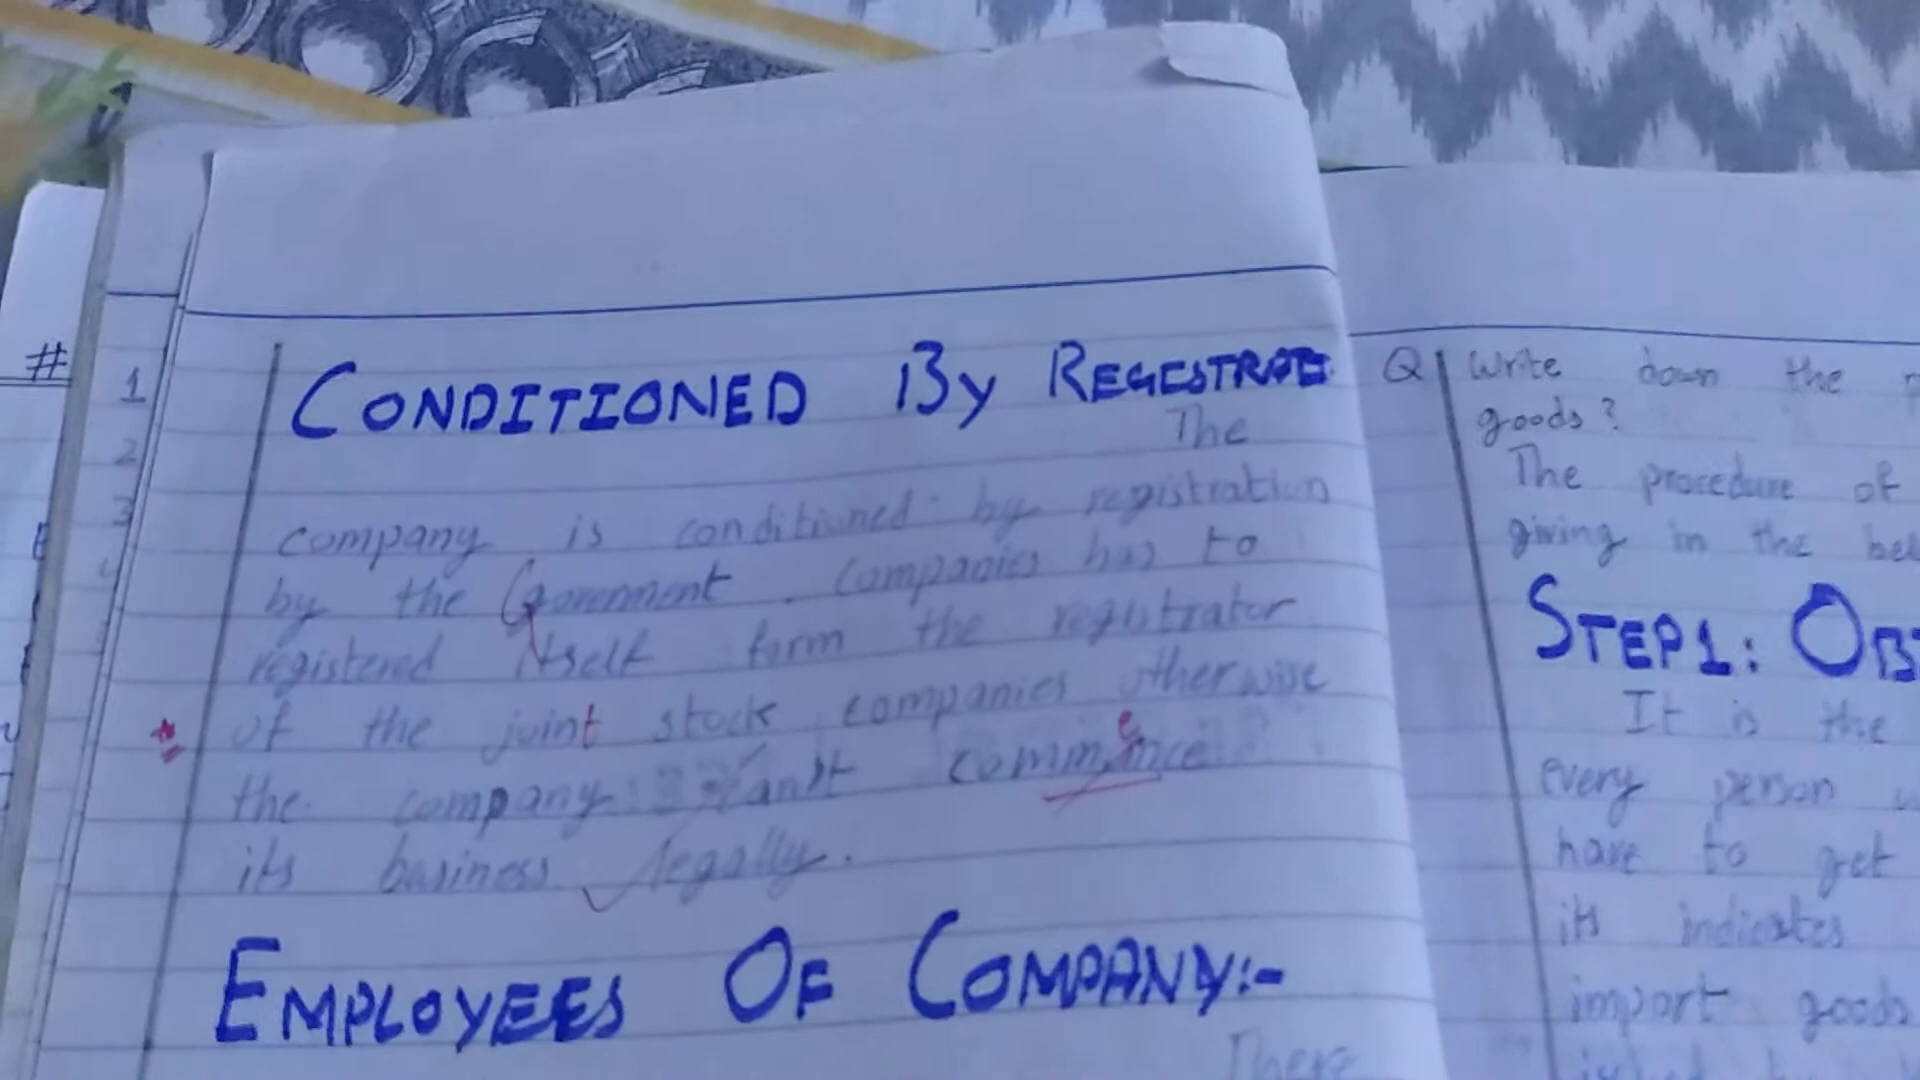 #
1
2
3
4
CONDITIONED By
The
company is conditioned by registration
by the Government. Companies has to
registered itself form the registrator
of the joint stock companies otherwise
the company can't commence
its business legally.
EMPLOYEES OF COMPANY:-
There
Q Write down the
goods?
The procedure of
giving in the
STEP1:
It is the
every person
have to get
its indicates
import goods